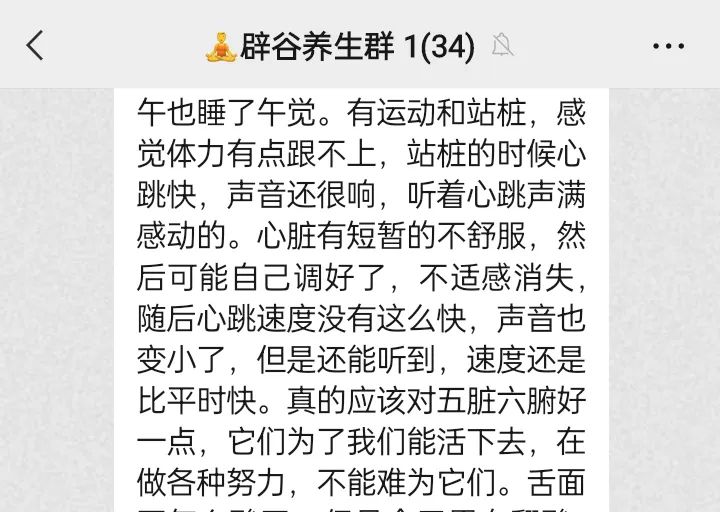 辟谷养生群 1(34)
午也睡了午觉。有运动和站桩，感
觉体力有点跟不上，站桩的时候心
跳快，声音还很响，听着心跳声满
感动的。心脏有短暂的不舒服，然
后可能自己调好了，不适感消失，
随后心跳速度没有这么快，声音也
变小了，但是还能听到，速度还是
比平时快。真的应该对五脏六腑好
一点，它们为了我们能活下去，在
做各种努力，不能难为它们。舌面